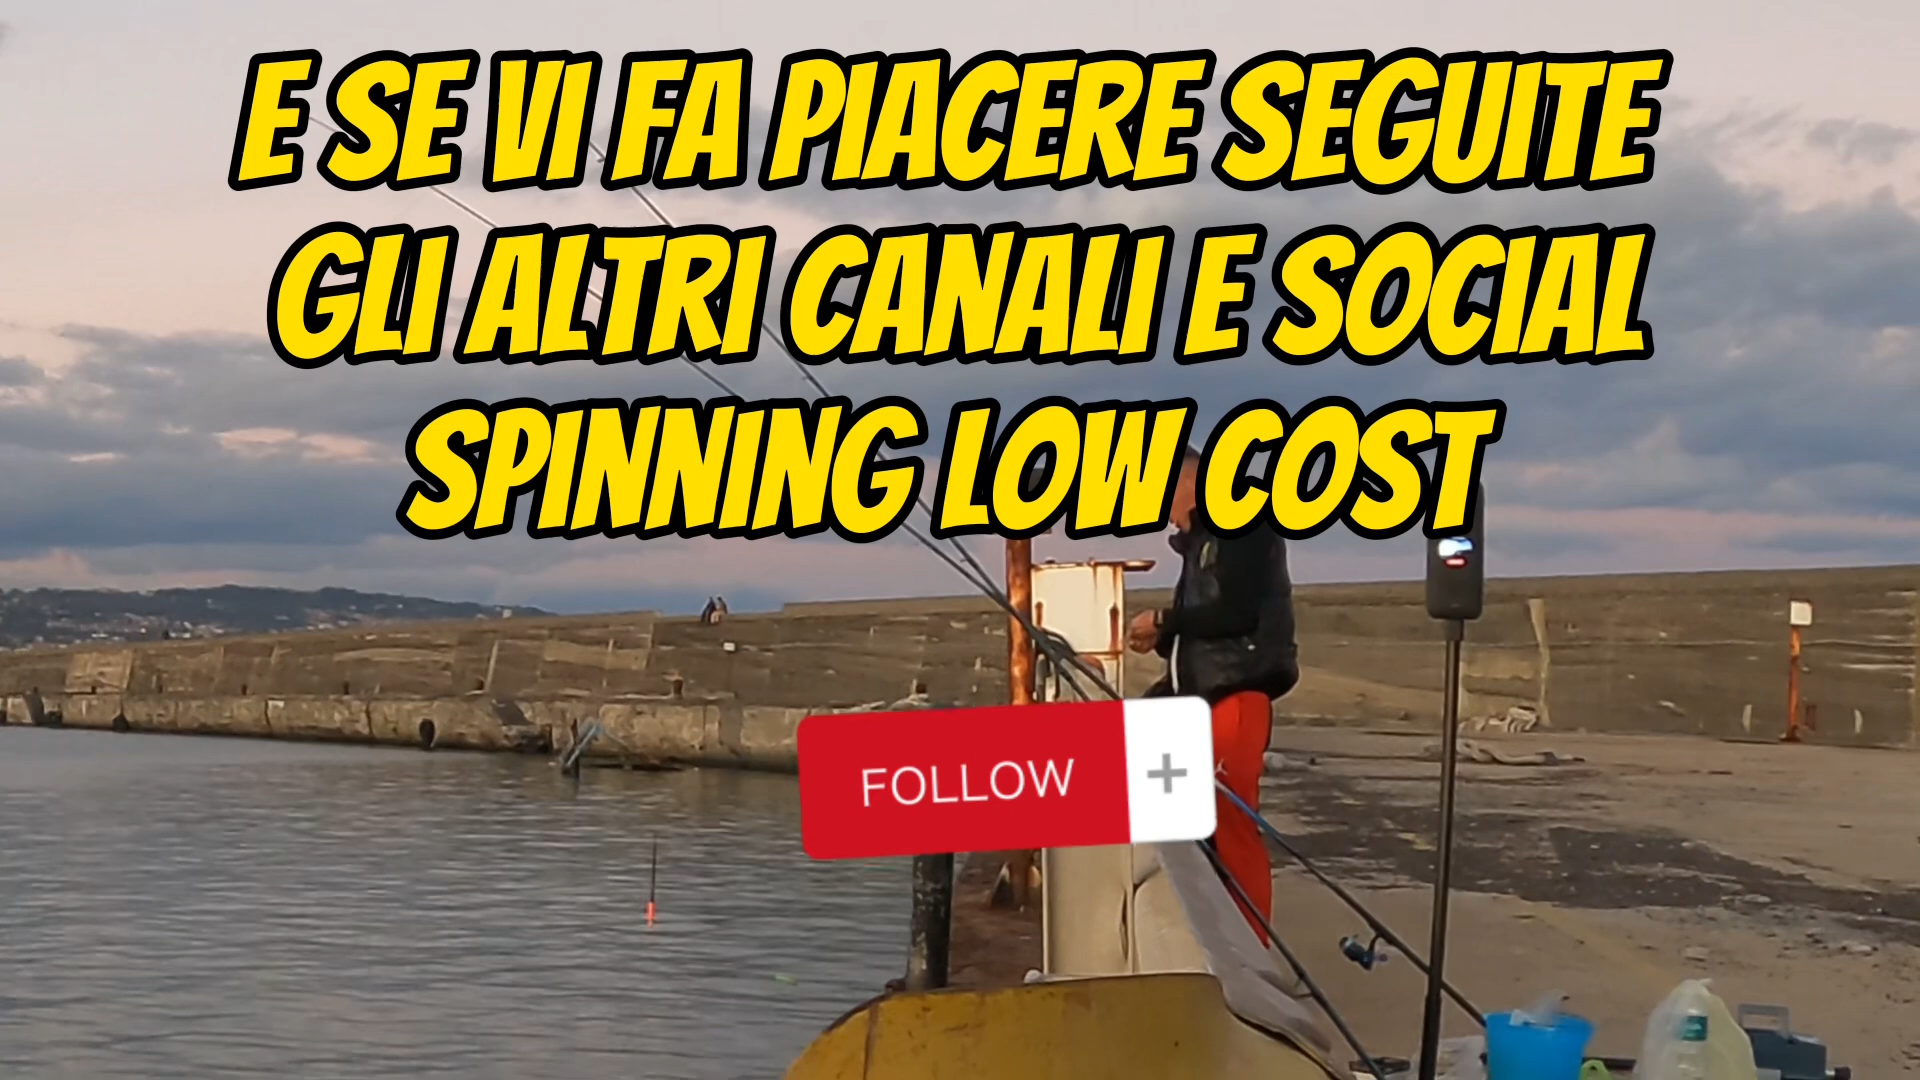 E SE VI FA PIACERE SEGUITE
GLI ALTRI CANALI E SOCIAL
SPINNING LOW COST
FOLLOW +